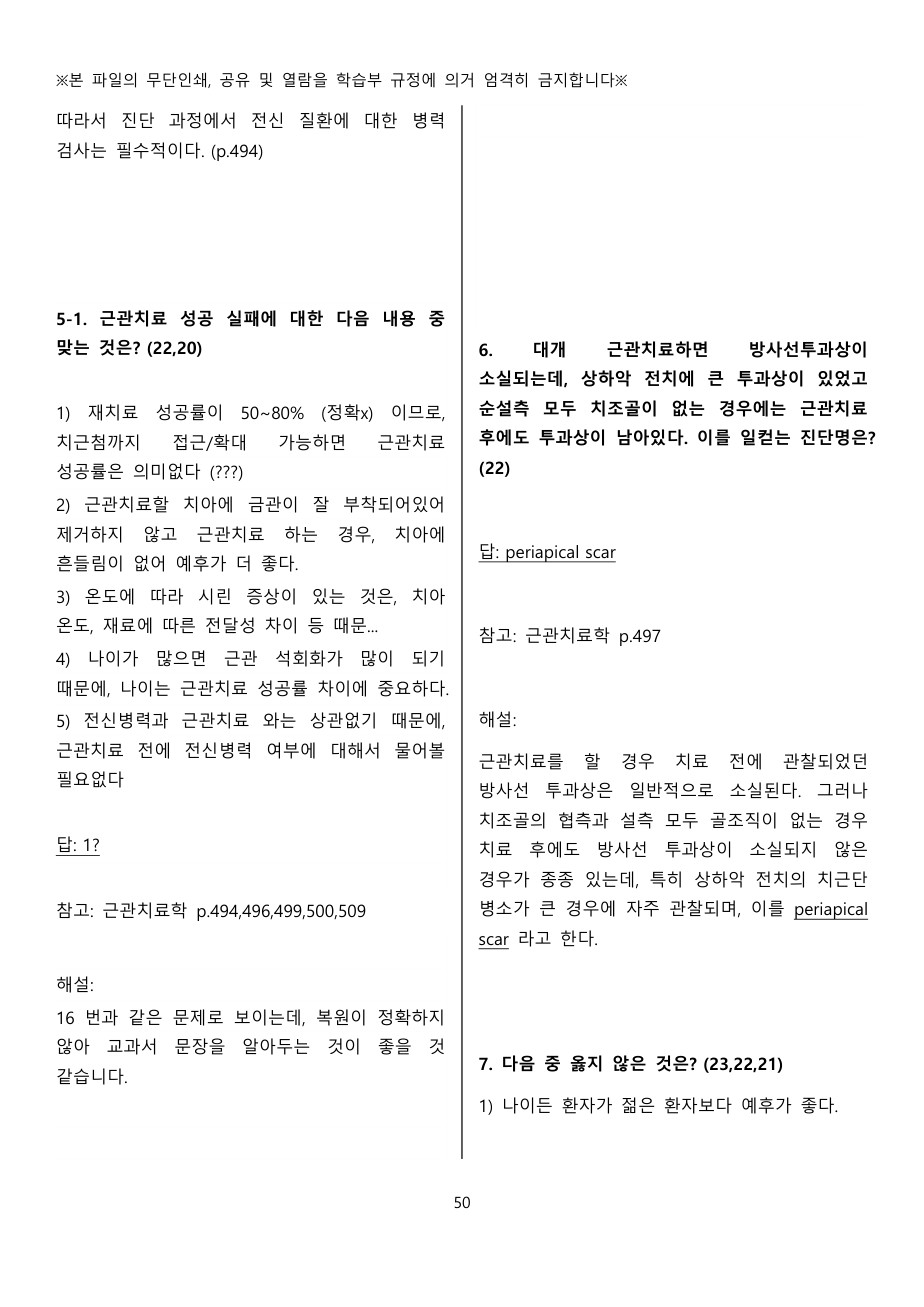 ※본 파일의 무단인쇄, 공유 및 열람을 학습부 규정에 의거 엄격히 금지합니다※
따라서 진단 과정에서 전신 질환에 대한 병력
검사는 필수적이다. (p.494)
5-1. 근관치료 성공 실패에 대한 다음 내용 중
맞는 것은? (22,20)
1) 재치료 성공률이 50~80% (정확x) 이므로,
치근첨까지 접근/확대 가능하면 근관치료
성공률은 의미없다 (???)
2) 근관치료할 치아에 금관이 잘 부착되어있어
제거하지 않고 근관치료 하는 경우, 치아에
흔들림이 없어 예후가 더 좋다.
3) 온도에 따라 시린 증상이 있는 것은, 치아
온도, 재료에 따른 전달성 차이 등 때문...
4) 나이가 많으면 근관 석회화가 많이 되기
때문에, 나이는 근관치료 성공률 차이에 중요하다.
5) 전신병력과 근관치료 와는 상관없기 때문에,
근관치료 전에 전신병력 여부에 대해서 물어볼
필요없다
답: 1?
참고: 근관치료학 p.494,496,499,500,509
해설:
16 번과 같은 문제로 보이는데, 복원이 정확하지
않아 교과서 문장을 알아두는 것이 좋을 것
같습니다.
6. 대개 근관치료하면 방사선투과상이
소실되는데, 상하악 전치에 큰 투과상이 있었고
순설측 모두 치조골이 없는 경우에는 근관치료
후에도 투과상이 남아있다. 이를 일컫는 진단명은?
(22)
답: periapical scar
참고: 근관치료학 p.497
해설:
근관치료를 할 경우 치료 전에 관찰되었던
방사선 투과상은 일반적으로 소실된다. 그러나
치조골의 협측과 설측 모두 골조직이 없는 경우
치료 후에도 방사선 투과상이 소실되지 않은
경우가 종종 있는데, 특히 상하악 전치의 치근단
병소가 큰 경우에 자주 관찰되며, 이를 periapical
scar 라고 한다.
7. 다음 중 옳지 않은 것은? (23,22,21)
1) 나이든 환자가 젊은 환자보다 예후가 좋다.
50